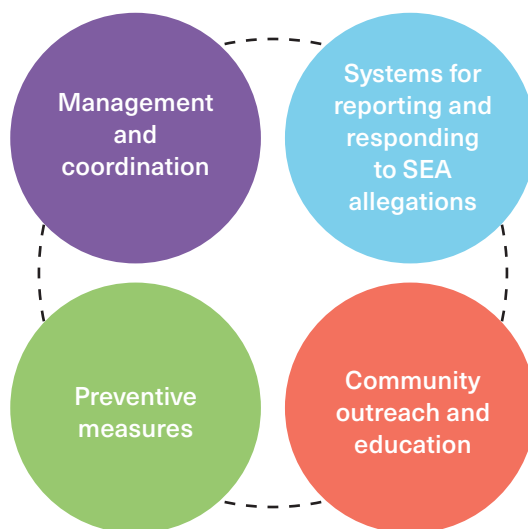 Management
and
coordination
Systems for
reporting and
responding
to SEA
allegations
Preventive
measures
Community
outreach and
education